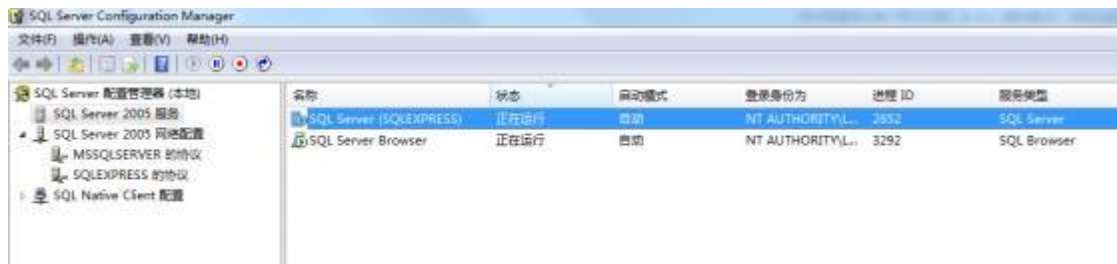 SQL Server Configuration Manager
文件(F) 操作(A) 查看(V) 帮助(H)
SQL Server 配置管理器 (本地)
SQL Server 2005 服务
SQL Server 2005 网络配置
MSSQLSERVER 的协议
SQLEXPRESS 的协议
SQL Native Client 配置
名称 状态 启动模式 登录身份为 进程 ID 服务类型
SQL Server (SQLEXPRESS) 正在运行 自动 NT AUTHORITY\L... 2652 SQL Server
SQL Server Browser 正在运行 自动 NT AUTHORITY\L... 3292 SQL Browser